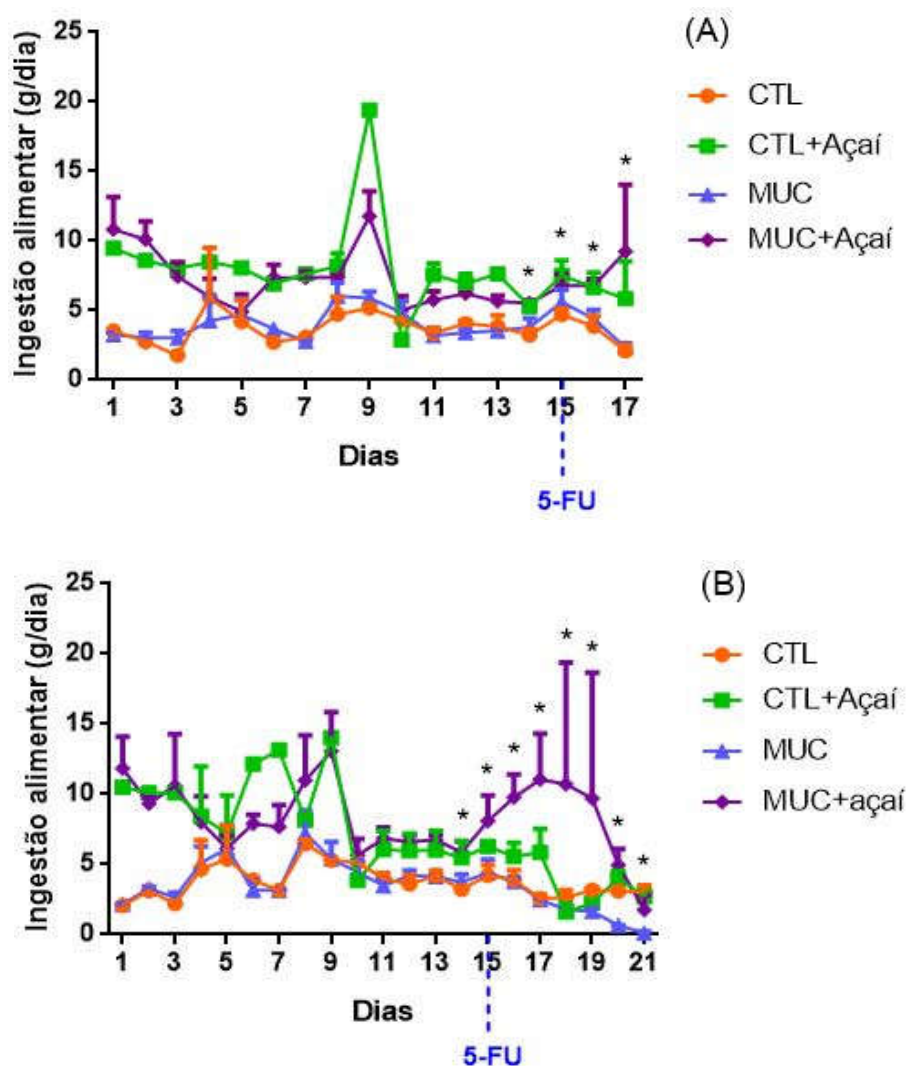 (A)
Ingestão alimentar (g/dia)
25
20
15
10
5
0
CTL
CTL+Açaí
MUC
MUC+Açaí
* * * *
1 3 5 7 9 11 13 15 17
Dias
5-FU
(B)
Ingestão alimentar (g/dia)
25
20
15
10
5
0
CTL
CTL+Açaí
MUC
MUC+açaí
* * * * * * * *
1 3 5 7 9 11 13 15 17 19 21
Dias
5-FU